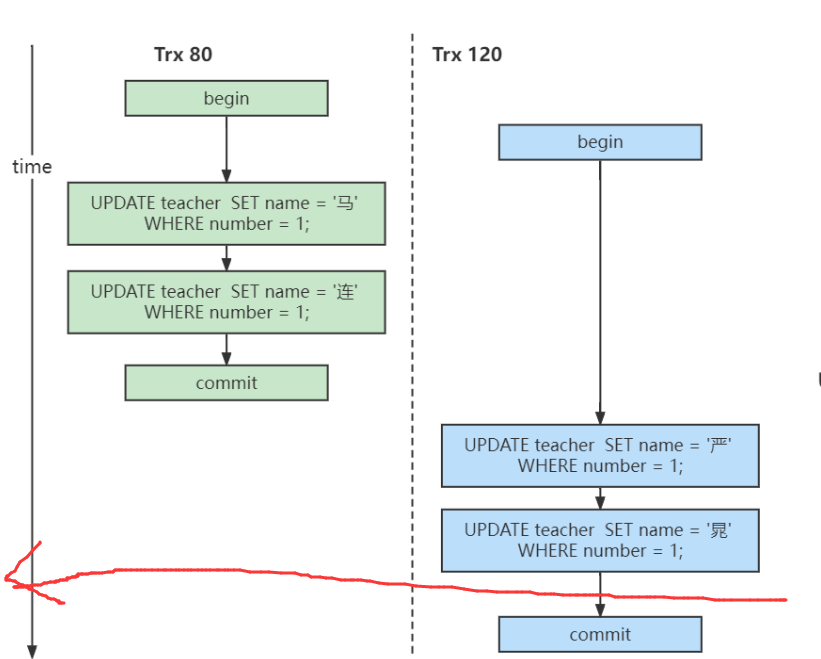 Trx 80
Trx 120
begin
begin
time
UPDATE teacher SET name = '马'
WHERE number = 1;
UPDATE teacher SET name = '连'
WHERE number = 1;
commit
UPDATE teacher SET name = '严'
WHERE number = 1;
UPDATE teacher SET name = '晁'
WHERE number = 1;
commit